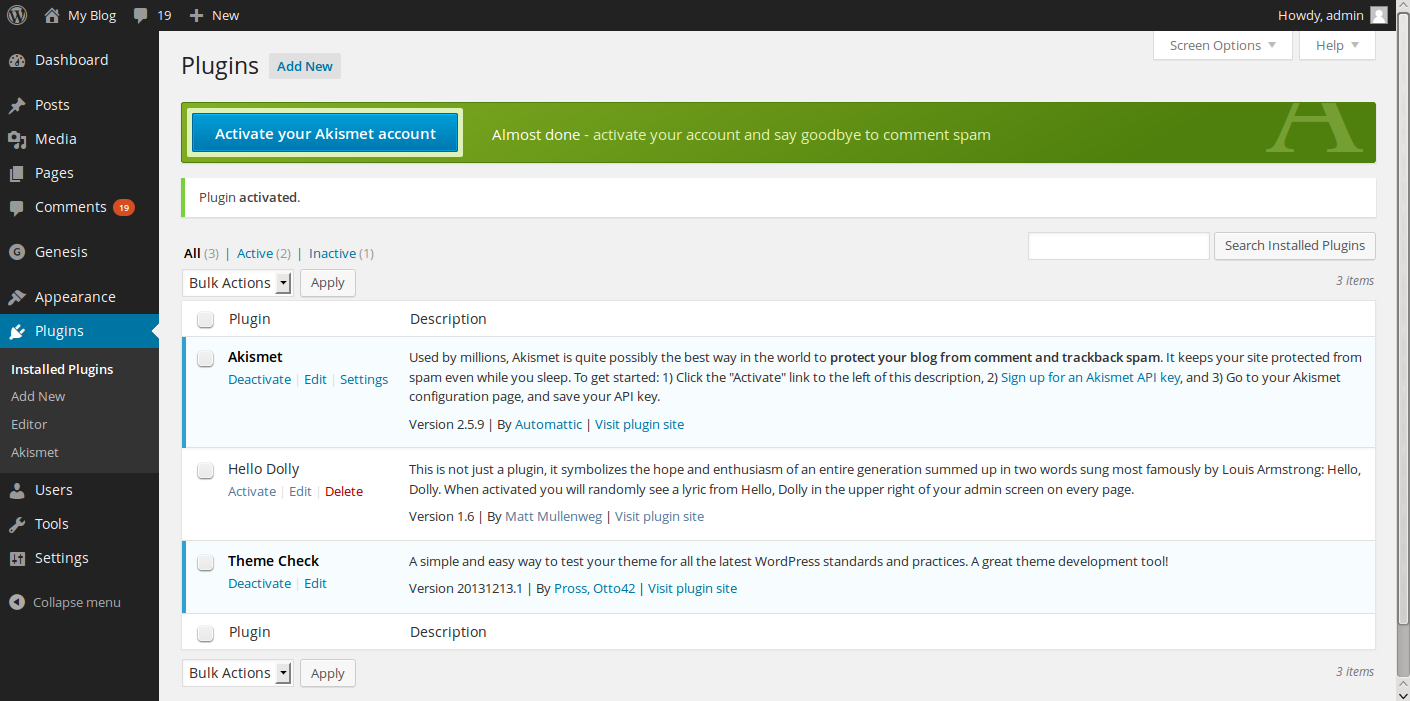 My Blog 19 New Howdy, admin
Screen Options Help
Dashboard
Posts
Media
Pages
Comments 19
Genesis
Appearance
Plugins
Installed Plugins
Add New
Editor
Akismet
Users
Tools
Settings
Collapse menu
Plugins Add New
Activate your Akismet account Almost done - activate your account and say goodbye to comment spam
Plugin activated.
All (3) | Active (2) | Inactive (1)
Search Installed Plugins
Bulk Actions Apply
3 items
Plugin Description
Akismet
Deactivate | Edit | Settings
Used by millions, Akismet is quite possibly the best way in the world to protect your blog from comment and trackback spam. It keeps your site protected from
spam even while you sleep. To get started: 1) Click the "Activate" link to the left of this description, 2) Sign up for an Akismet API key, and 3) Go to your Akismet
configuration page, and save your API key.
Version 2.5.9 | By Automattic | Visit plugin site
Hello Dolly
Activate | Edit | Delete
This is not just a plugin, it symbolizes the hope and enthusiasm of an entire generation summed up in two words sung most famously by Louis Armstrong: Hello,
Dolly. When activated you will randomly see a lyric from Hello, Dolly in the upper right of your admin screen on every page.
Version 1.6 | By Matt Mullenweg | Visit plugin site
Theme Check
Deactivate | Edit
A simple and easy way to test your theme for all the latest WordPress standards and practices. A great theme development tool!
Version 20131213.1 | By Pross, Otto42 | Visit plugin site
Plugin Description
Bulk Actions Apply
3 items